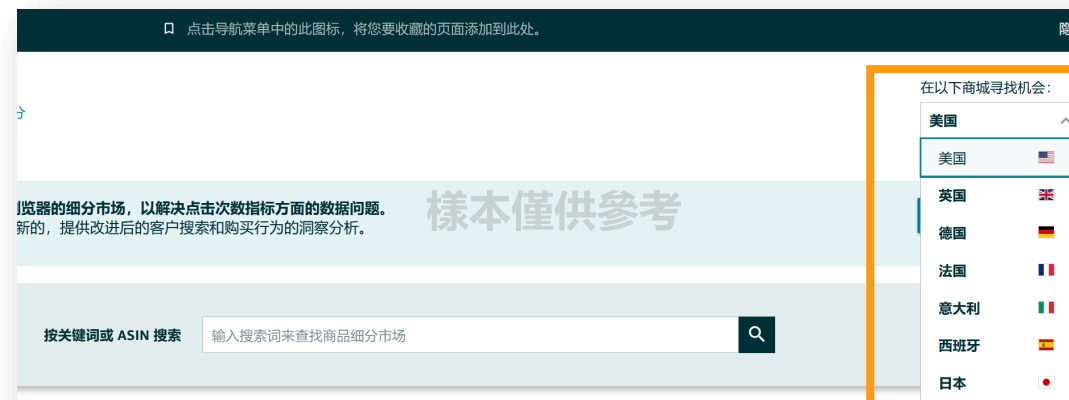 点击导航菜单中的此图标，将您要收藏的页面添加到此处。
隐
在以下商城寻找机会：
分
美国
美国
英国
德国
法国
意大利
西班牙
日本
浏览器的细分市场，以解决点击次数指标方面的数据问题。
新的，提供改进后的客户搜索和购买行为的洞察分析。
樣本僅供參考
按关键词或 ASIN 搜索
输入搜索词来查找商品细分市场